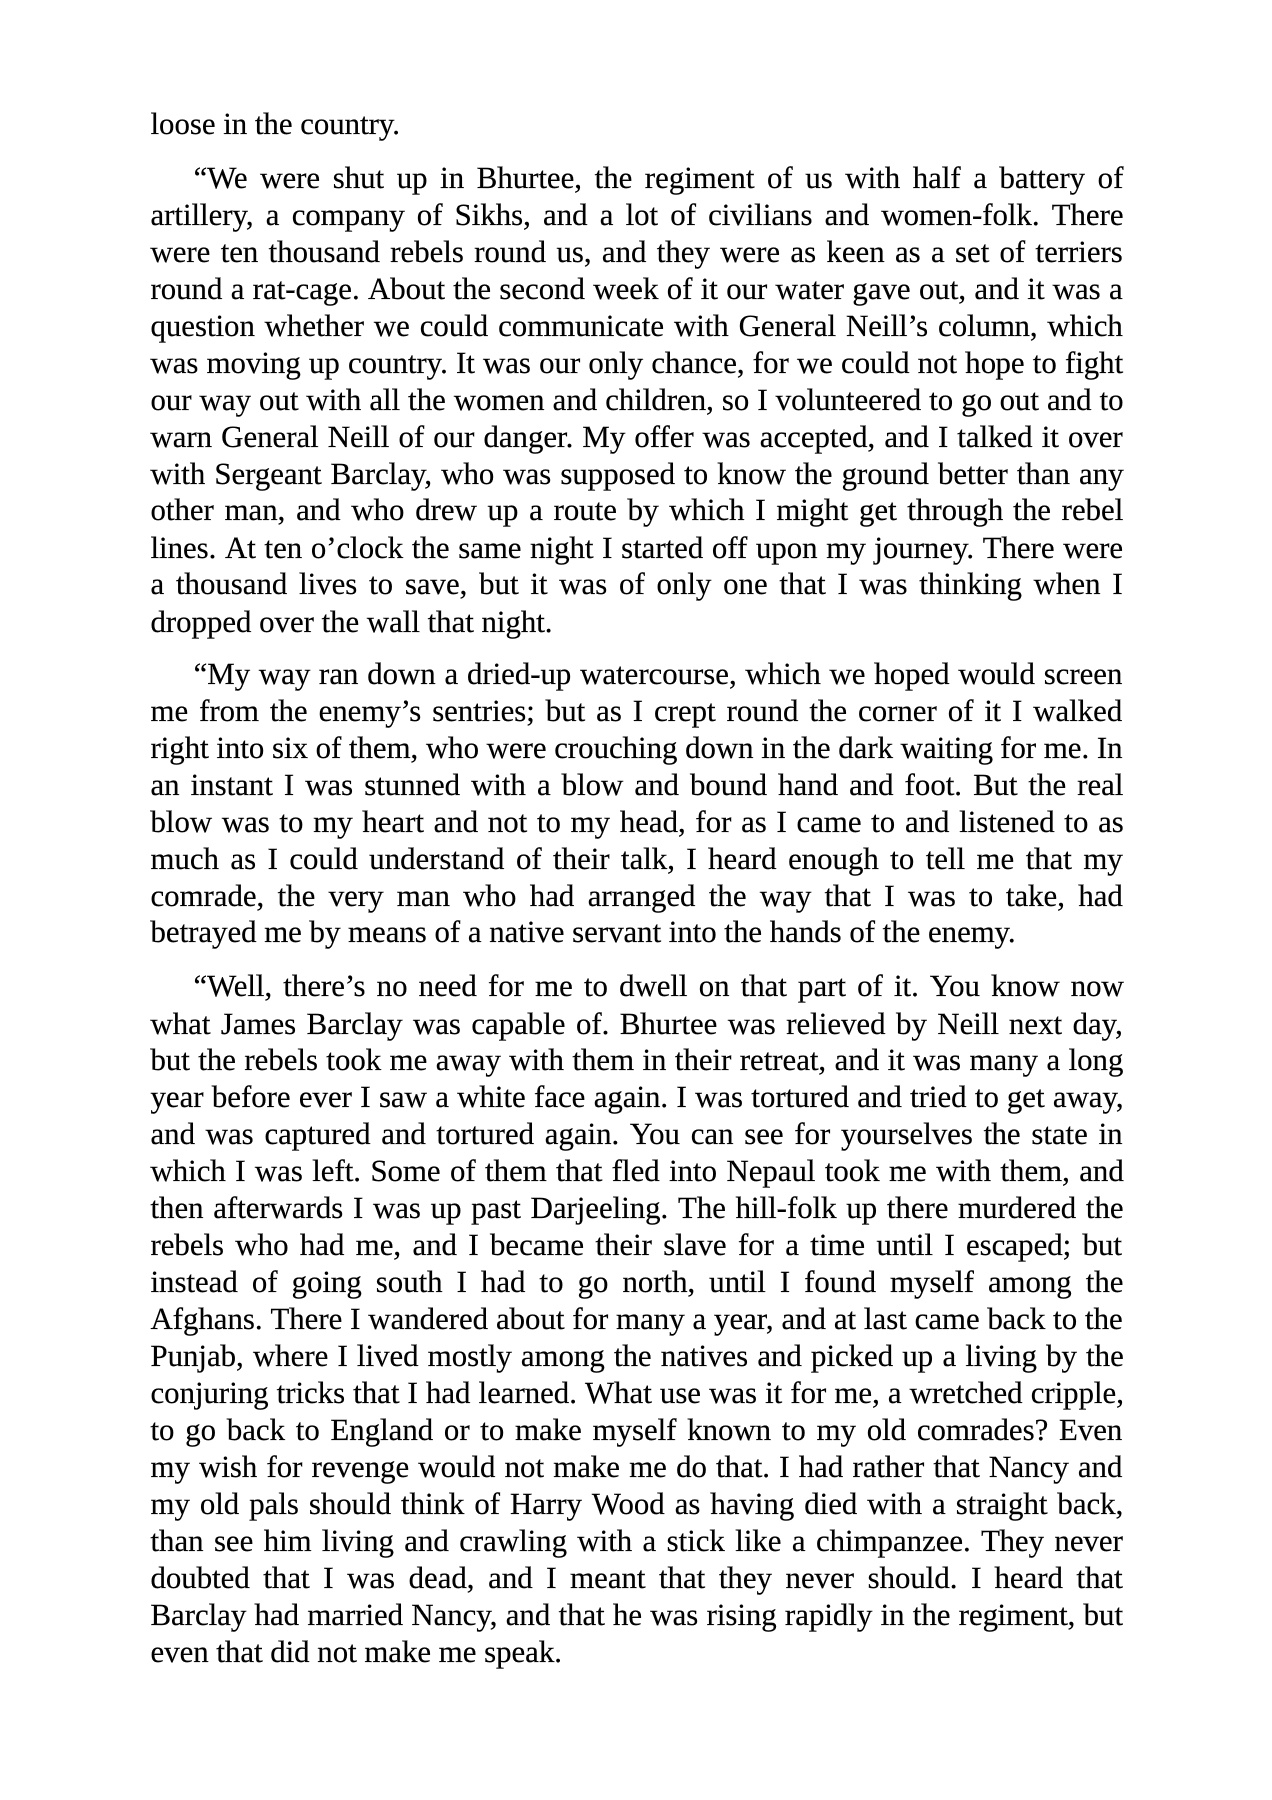 loose in the country.
“We were shut up in Bhurtee, the regiment of us with half a battery of
artillery, a company of Sikhs, and a lot of civilians and women-folk. There
were ten thousand rebels round us, and they were as keen as a set of terriers
round a rat-cage. About the second week of it our water gave out, and it was a
question whether we could communicate with General Neill’s column, which
was moving up country. It was our only chance, for we could not hope to fight
our way out with all the women and children, so I volunteered to go out and to
warn General Neill of our danger. My offer was accepted, and I talked it over
with Sergeant Barclay, who was supposed to know the ground better than any
other man, and who drew up a route by which I might get through the rebel
lines. At ten o’clock the same night I started off upon my journey. There were
a thousand lives to save, but it was of only one that I was thinking when I
dropped over the wall that night.
“My way ran down a dried-up watercourse, which we hoped would screen
me from the enemy’s sentries; but as I crept round the corner of it I walked
right into six of them, who were crouching down in the dark waiting for me. In
an instant I was stunned with a blow and bound hand and foot. But the real
blow was to my heart and not to my head, for as I came to and listened to as
much as I could understand of their talk, I heard enough to tell me that my
comrade, the very man who had arranged the way that I was to take, had
betrayed me by means of a native servant into the hands of the enemy.
“Well, there’s no need for me to dwell on that part of it. You know now
what James Barclay was capable of. Bhurtee was relieved by Neill next day,
but the rebels took me away with them in their retreat, and it was many a long
year before ever I saw a white face again. I was tortured and tried to get away,
and was captured and tortured again. You can see for yourselves the state in
which I was left. Some of them that fled into Nepaul took me with them, and
then afterwards I was up past Darjeeling. The hill-folk up there murdered the
rebels who had me, and I became their slave for a time until I escaped; but
instead of going south I had to go north, until I found myself among the
Afghans. There I wandered about for many a year, and at last came back to the
Punjab, where I lived mostly among the natives and picked up a living by the
conjuring tricks that I had learned. What use was it for me, a wretched cripple,
to go back to England or to make myself known to my old comrades? Even
my wish for revenge would not make me do that. I had rather that Nancy and
my old pals should think of Harry Wood as having died with a straight back,
than see him living and crawling with a stick like a chimpanzee. They never
doubted that I was dead, and I meant that they never should. I heard that
Barclay had married Nancy, and that he was rising rapidly in the regiment, but
even that did not make me speak.